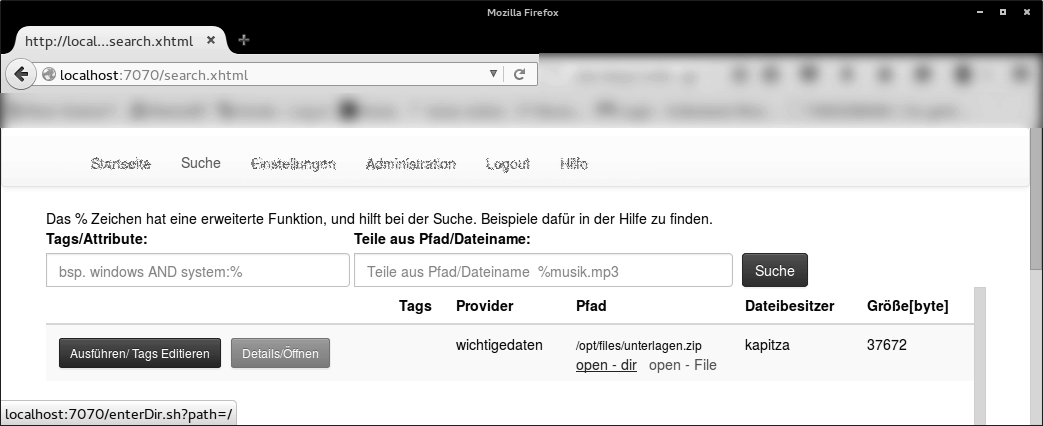 Mozilla Firefox
http://local...search.xhtml
localhost:7070/search.xhtml
Startseite Suche Einstellungen Administration Logout Hilfe
Das % Zeichen hat eine erweiterte Funktion, und hilft bei der Suche. Beispiele dafür in der Hilfe zu finden.
Tags/Attribute: Teile aus Pfad/Dateiname:
bsp. windows AND system:% Teile aus Pfad/Dateiname %musik.mp3 Suche
Tags Provider Pfad Dateibesitzer Größe[byte]
Ausführen/ Tags Editieren Details/Öffnen wichtigedaten /opt/files/unterlagen.zip kapitza 37672
open - dir open - File
localhost:7070/enterDir.sh?path=/